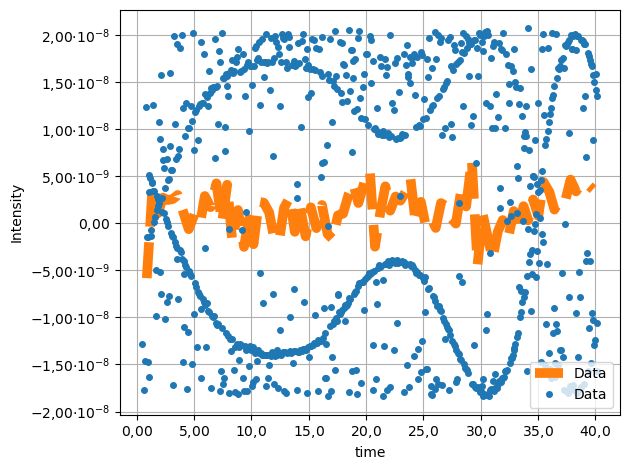 2,00·10⁻⁸
1,50·10⁻⁸
1,00·10⁻⁸
5,00·10⁻⁹
0,00
−5,00·10⁻⁹
−1,00·10⁻⁸
−1,50·10⁻⁸
−2,00·10⁻⁸
Intensity
0,00 5,00 10,0 15,0 20,0 25,0 30,0 35,0 40,0
time
Data
Data